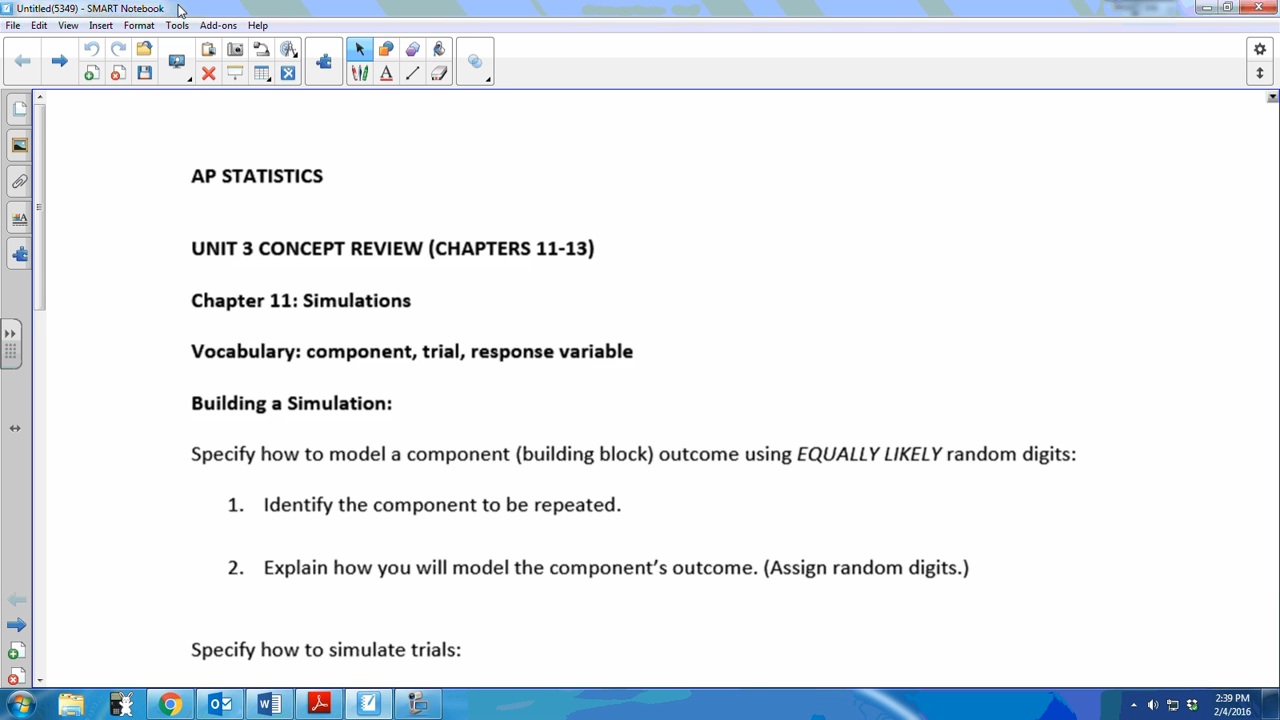 Untitled(5349) - SMART Notebook
File Edit View Insert Format Tools Add-ons Help
AP STATISTICS
UNIT 3 CONCEPT REVIEW (CHAPTERS 11-13)
Chapter 11: Simulations
Vocabulary: component, trial, response variable
Building a Simulation:
Specify how to model a component (building block) outcome using EQUALLY LIKELY random digits:
1. Identify the component to be repeated.
2. Explain how you will model the component's outcome. (Assign random digits.)
Specify how to simulate trials:
2:39 PM
2/4/2016